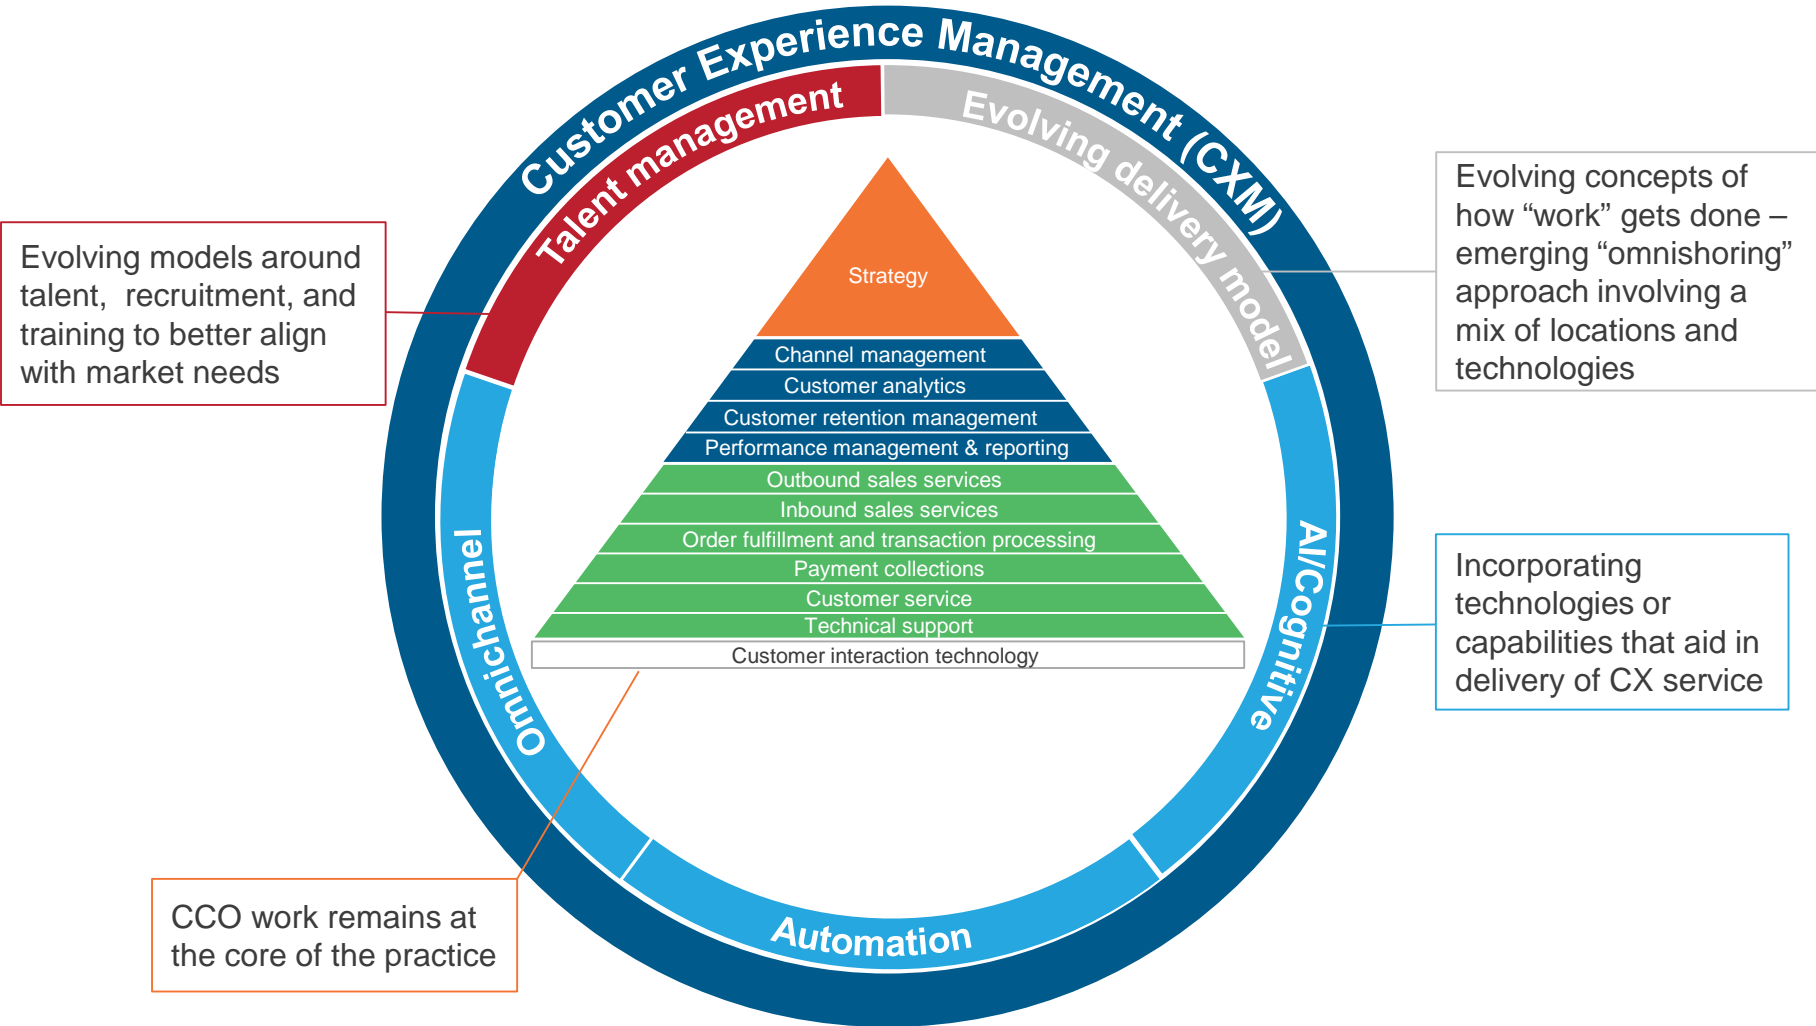 Customer Experience Management (CXM)
Talent management
Evolving delivery model
Evolving models around
talent, recruitment, and
training to better align
with market needs
Evolving concepts of
how “work” gets done –
emerging “omnishoring”
approach involving a
mix of locations and
technologies
Strategy
Channel management
Customer analytics
Customer retention management
Performance management & reporting
Outbound sales services
Inbound sales services
Order fulfillment and transaction processing
Payment collections
Customer service
Technical support
Customer interaction technology
Omnichannel
AI/Cognitive
Incorporating
technologies or
capabilities that aid in
delivery of CX service
CCO work remains at
the core of the practice
Automation